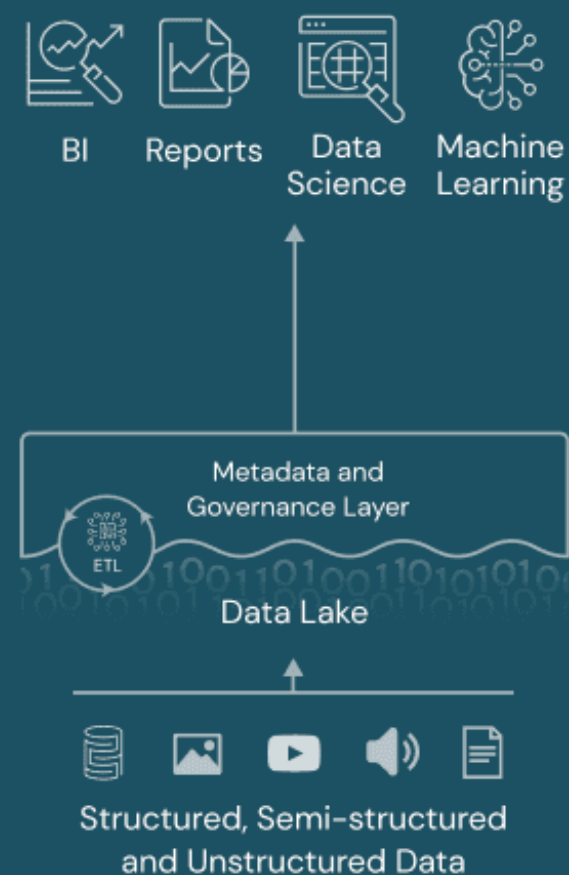 BI
Reports
Data
Science
Machine
Learning
Metadata and
Governance Layer
ETL
Data Lake
Structured, Semi-structured
and Unstructured Data